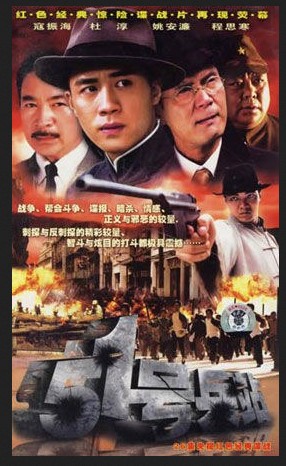 红·色·经·典·惊·险·谍·战·片·再·现·荧·幕
寇振海 杜 淳 姚安濂 程思寒
战争、帮会斗争、谍报、暗杀、情感、
正义与邪恶的较量.
刺探与反刺探的精彩较量、
智斗与炫目的打斗都极具震撼……
51号兵站